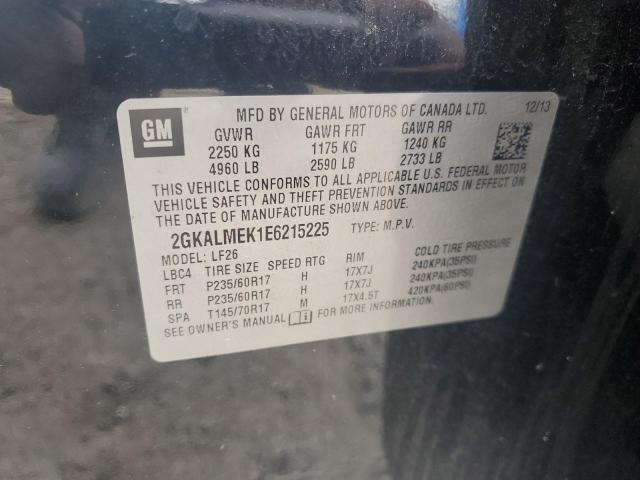 GM
MFD BY GENERAL MOTORS OF CANADA LTD. 12/13
GVWR GAWR FRT GAWR RR
2250 KG 1175 KG 1240 KG
4960 LB 2590 LB 2733 LB
THIS VEHICLE CONFORMS TO ALL APPLICABLE U.S. FEDERAL MOTOR
VEHICLE SAFETY AND THEFT PREVENTION STANDARDS IN EFFECT ON
THE DATE OF MANUFACTURE SHOWN ABOVE.
2GKALMEK1E6215225 TYPE: M.P.V.
MODEL: LF26
LBC4 TIRE SIZE SPEED RTG RIM COLD TIRE PRESSURE
FRT P235/60R17 H 17X7J 240KPA(35PSI)
RR P235/60R17 H 17X7J 240KPA(35PSI)
SPA T145/70R17 M 17X4.5T 420KPA(60PSI)
SEE OWNER'S MANUAL FOR MORE INFORMATION.